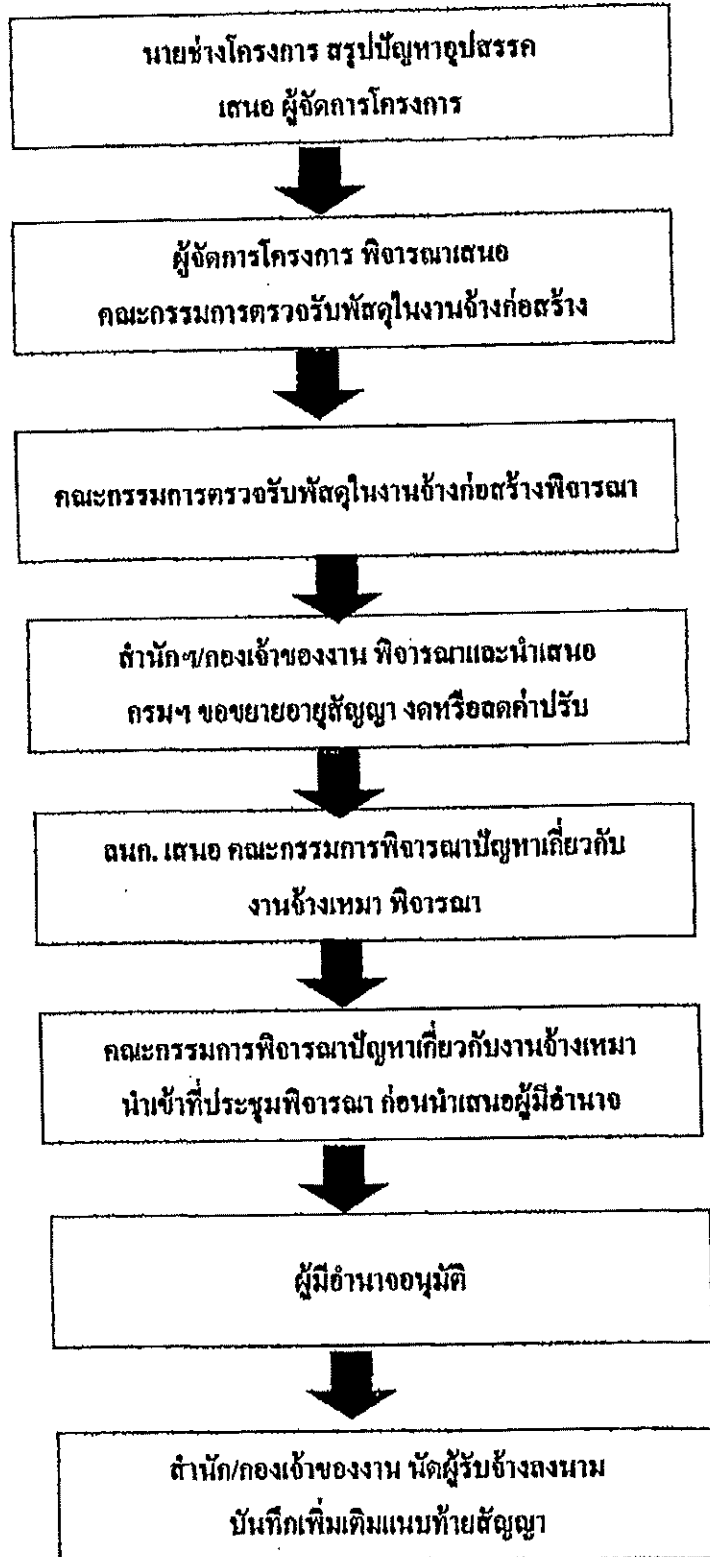 นายช่างโครงการ สรุปปัญหาอุปสรรค
เสนอ ผู้จัดการโครงการ
ผู้จัดการโครงการ พิจารณาเสนอ
คณะกรรมการตรวจรับพัสดุในงานจ้างก่อสร้าง
คณะกรรมการตรวจรับพัสดุในงานจ้างก่อสร้างพิจารณา
สำนักฯ/กองเจ้าของงาน พิจารณาและนำเสนอ
กรมฯ ขอขยายอายุสัญญา งดหรือลดค่าปรับ
ลนก. เสนอ คณะกรรมการพิจารณาปัญหาเกี่ยวกับ
งานจ้างเหมา พิจารณา
คณะกรรมการพิจารณาปัญหาเกี่ยวกับงานจ้างเหมา
นำเข้าที่ประชุมพิจารณา ก่อนนำเสนอผู้มีอำนาจ
ผู้มีอำนาจอนุมัติ
สำนัก/กองเจ้าของงาน นัดผู้รับจ้างลงนาม
บันทึกเพิ่มเติมแนบท้ายสัญญา